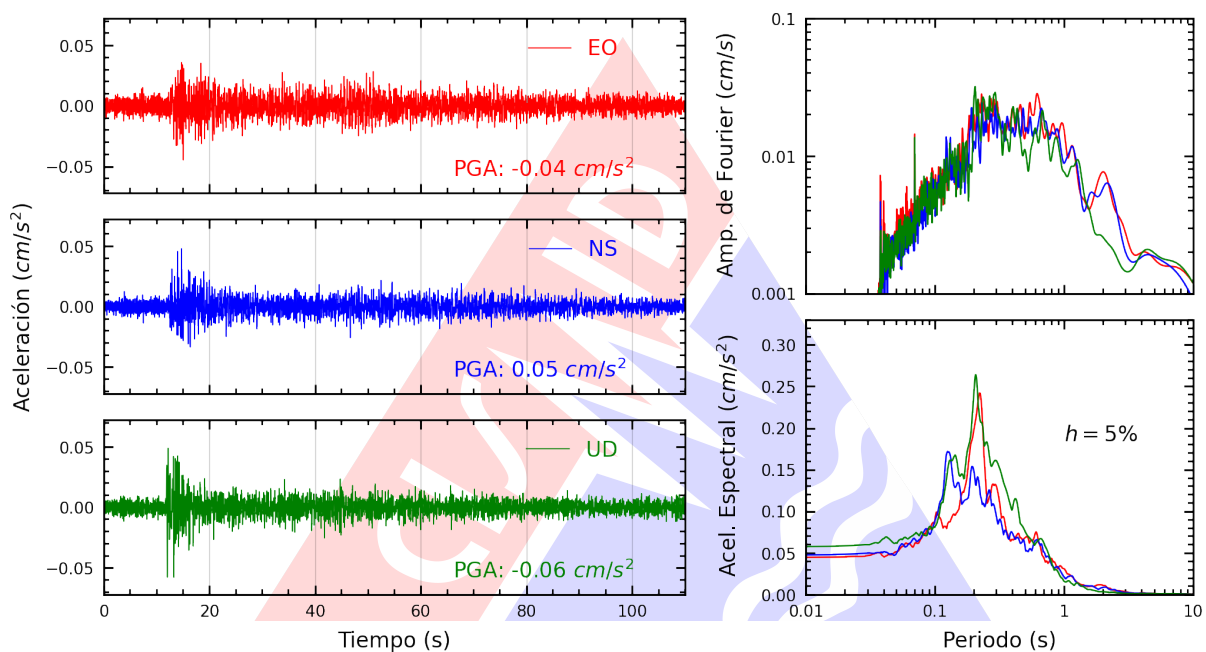 Aceleración (cm/s²)
0.05
0.00
−0.05
EO
PGA: -0.04 cm/s²
0.05
0.00
−0.05
NS
PGA: 0.05 cm/s²
0.05
0.00
−0.05
UD
PGA: -0.06 cm/s²
0 20 40 60 80 100
Tiempo (s)
Amp. de Fourier (cm/s)
0.1
0.01
0.001
Acel. Espectral (cm/s²)
0.30
0.25
0.20
0.15
0.10
0.05
0.00
h = 5%
0.01 0.1 1 10
Periodo (s)
CSMD